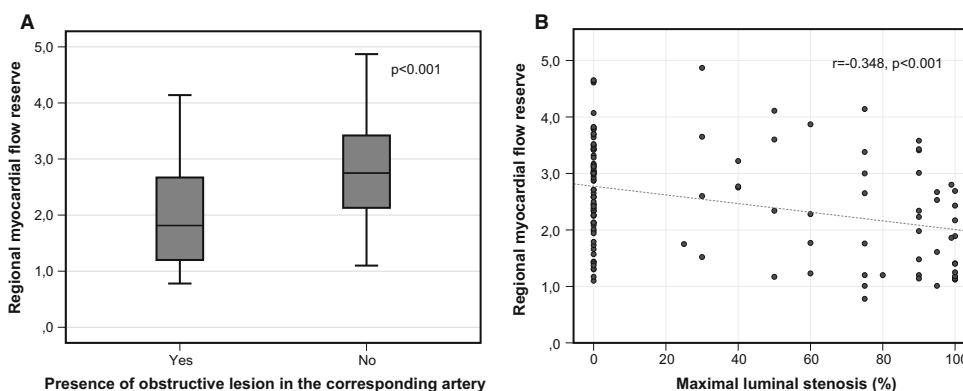 A
Regional myocardial flow reserve
5,0
4,0
3,0
2,0
1,0
,0
p<0.001
Yes
No
Presence of obstructive lesion in the corresponding artery
B
Regional myocardial flow reserve
5,0
4,0
3,0
2,0
1,0
,0
r=-0.348, p<0.001
0
20
40
60
80
100
Maximal luminal stenosis (%)